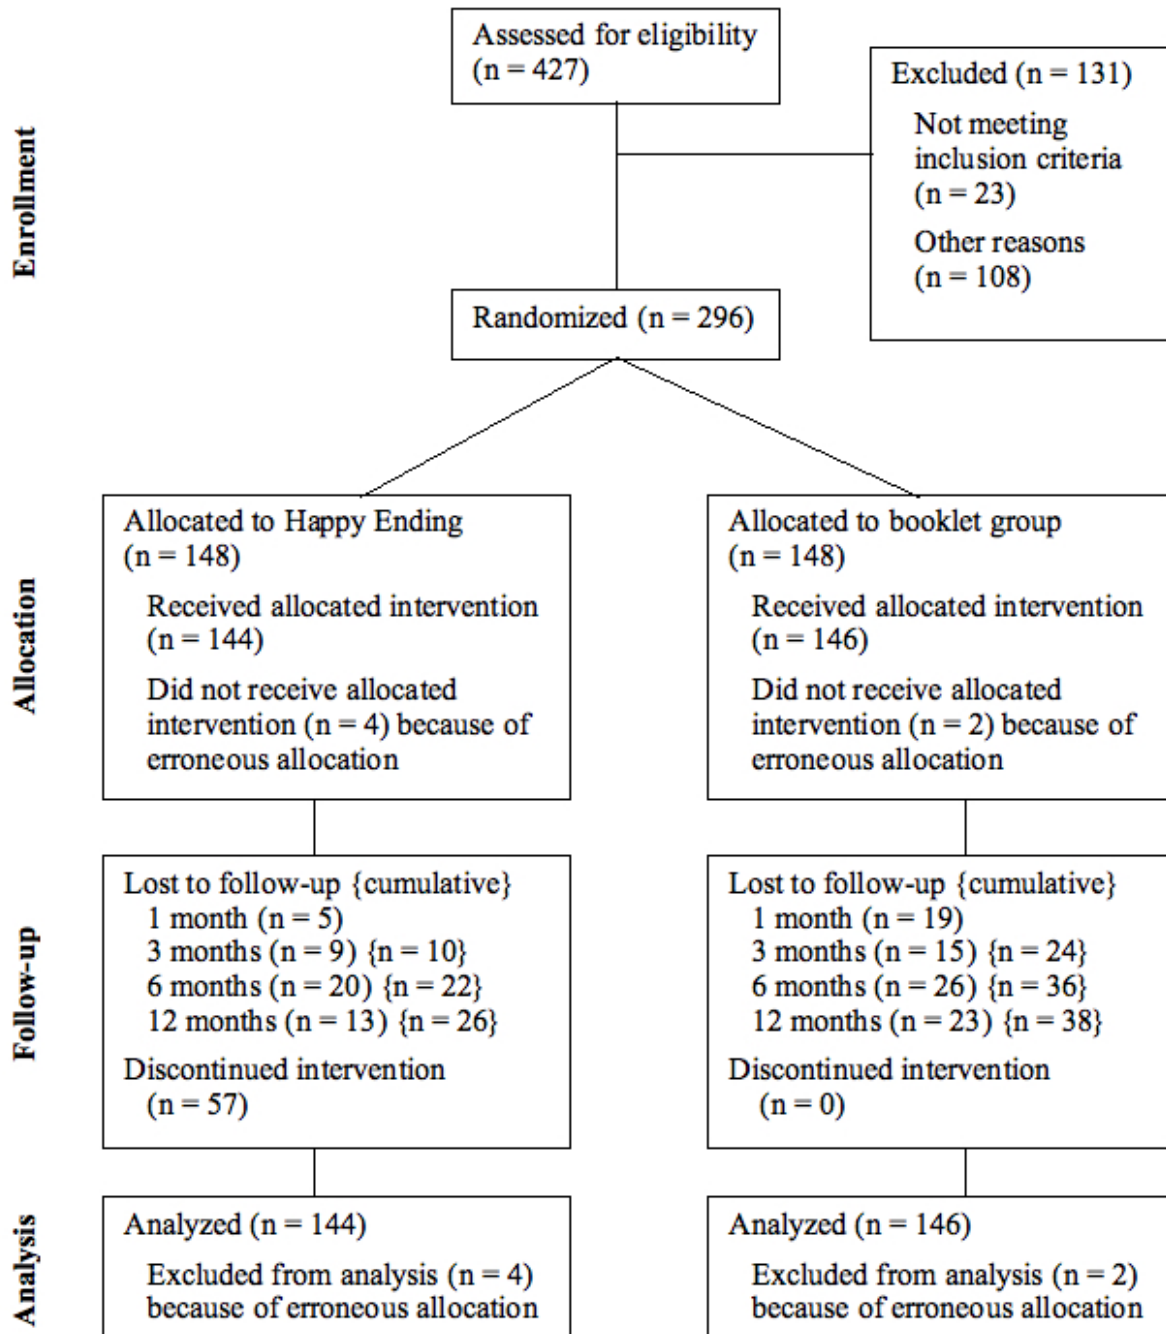 Enrollment
Assessed for eligibility
(n = 427)
Excluded (n = 131)
Not meeting
inclusion criteria
(n = 23)
Other reasons
(n = 108)
Randomized (n = 296)
Allocation
Allocated to Happy Ending
(n = 148)
Received allocated intervention
(n = 144)
Did not receive allocated
intervention (n = 4) because of
erroneous allocation
Allocated to booklet group
(n = 148)
Received allocated intervention
(n = 146)
Did not receive allocated
intervention (n = 2) because of
erroneous allocation
Follow-up
Lost to follow-up {cumulative}
1 month (n = 5)
3 months (n = 9) {n = 10}
6 months (n = 20) {n = 22}
12 months (n = 13) {n = 26}
Discontinued intervention
(n = 57)
Lost to follow-up {cumulative}
1 month (n = 19)
3 months (n = 15) {n = 24}
6 months (n = 26) {n = 36}
12 months (n = 23) {n = 38}
Discontinued intervention
(n = 0)
Analysis
Analyzed (n = 144)
Excluded from analysis (n = 4)
because of erroneous allocation
Analyzed (n = 146)
Excluded from analysis (n = 2)
because of erroneous allocation